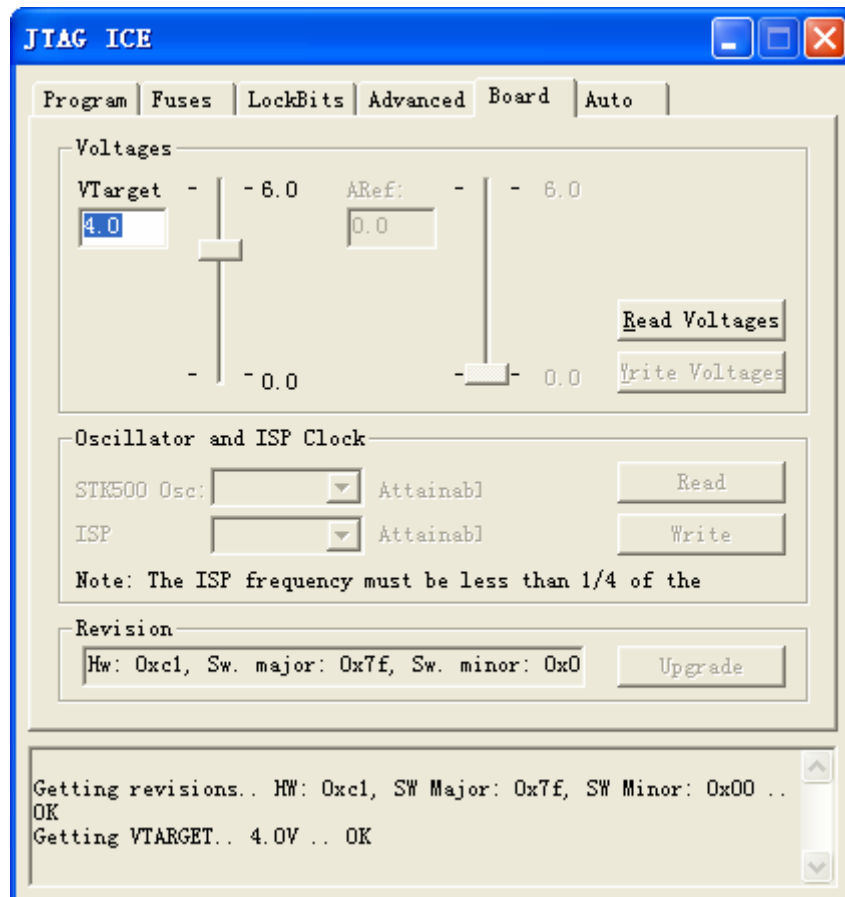 JTAG ICE
Program Fuses LockBits Advanced Board Auto
Voltages
VTarget - - 6.0 ARef: - - 6.0
4.0 0.0
Read Voltages
- - 0.0 - - 0.0 Write Voltages
Oscillator and ISP Clock
STK500 Osc: Attainabl Read
ISP Attainabl Write
Note: The ISP frequency must be less than 1/4 of the
Revision
Hw: 0xc1, Sw. major: 0x7f, Sw. minor: 0x0 Upgrade
Getting revisions.. HW: 0xc1, SW Major: 0x7f, SW Minor: 0x00 ..
OK
Getting VTARGET.. 4.0V .. OK